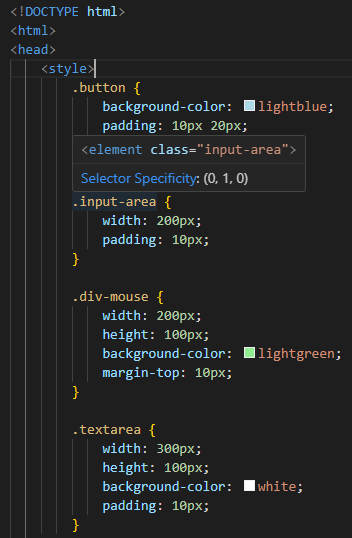 <!DOCTYPE html>
<html>
<head>
    <style>
        .button {
            background-color: lightblue;
            padding: 10px 20px;
<element class="input-area">
Selector Specificity: (0, 1, 0)
        .input-area {
            width: 200px;
            padding: 10px;
        }

        .div-mouse {
            width: 200px;
            height: 100px;
            background-color: lightgreen;
            margin-top: 10px;
        }

        .textarea {
            width: 300px;
            height: 100px;
            background-color: white;
            padding: 10px;
        }